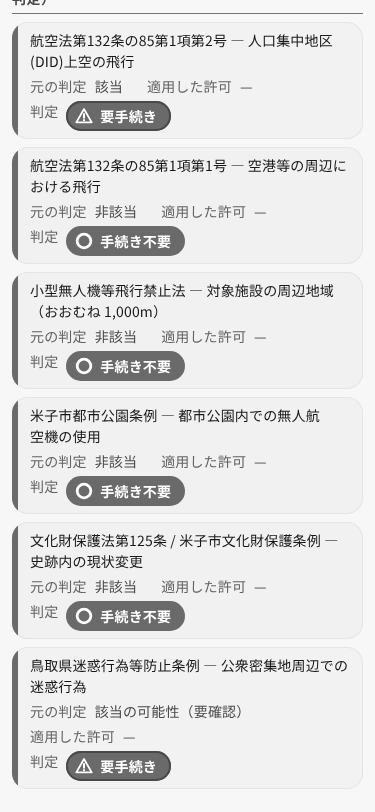 判定）
航空法第132条の85第1項第2号 — 人口集中地区
(DID)上空の飛行
元の判定 該当 適用した許可 —
判定 要手続き
航空法第132条の85第1項第1号 — 空港等の周辺に
おける飛行
元の判定 非該当 適用した許可 —
判定 手続き不要
小型無人機等飛行禁止法 — 対象施設の周辺地域
（おおむね 1,000m）
元の判定 非該当 適用した許可 —
判定 手続き不要
米子市都市公園条例 — 都市公園内での無人航
空機の使用
元の判定 非該当 適用した許可 —
判定 手続き不要
文化財保護法第125条 / 米子市文化財保護条例 —
史跡内の現状変更
元の判定 非該当 適用した許可 —
判定 手続き不要
鳥取県迷惑行為等防止条例 — 公衆密集地周辺での
迷惑行為
元の判定 該当の可能性（要確認）
適用した許可 —
判定 要手続き